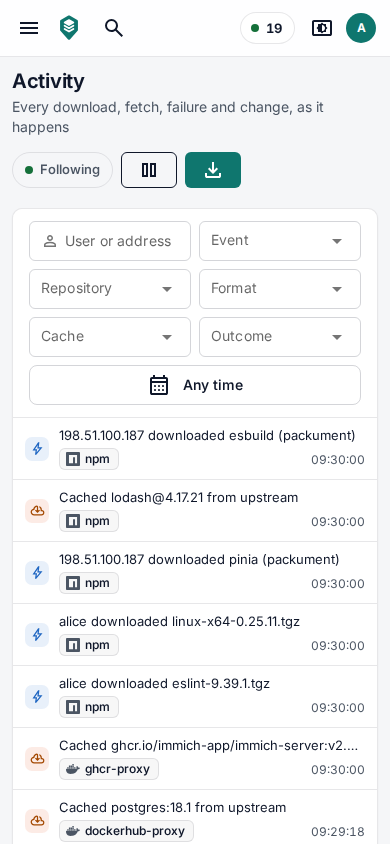 19
A
Activity
Every download, fetch, failure and change, as it
happens
Following
User or address
Event
Repository
Format
Cache
Outcome
Any time
198.51.100.187 downloaded esbuild (packument)
npm
09:30:00
Cached lodash@4.17.21 from upstream
npm
09:30:00
198.51.100.187 downloaded pinia (packument)
npm
09:30:00
alice downloaded linux-x64-0.25.11.tgz
npm
09:30:00
alice downloaded eslint-9.39.1.tgz
npm
09:30:00
Cached ghcr.io/immich-app/immich-server:v2....
ghcr-proxy
09:30:00
Cached postgres:18.1 from upstream
dockerhub-proxy
09:29:18